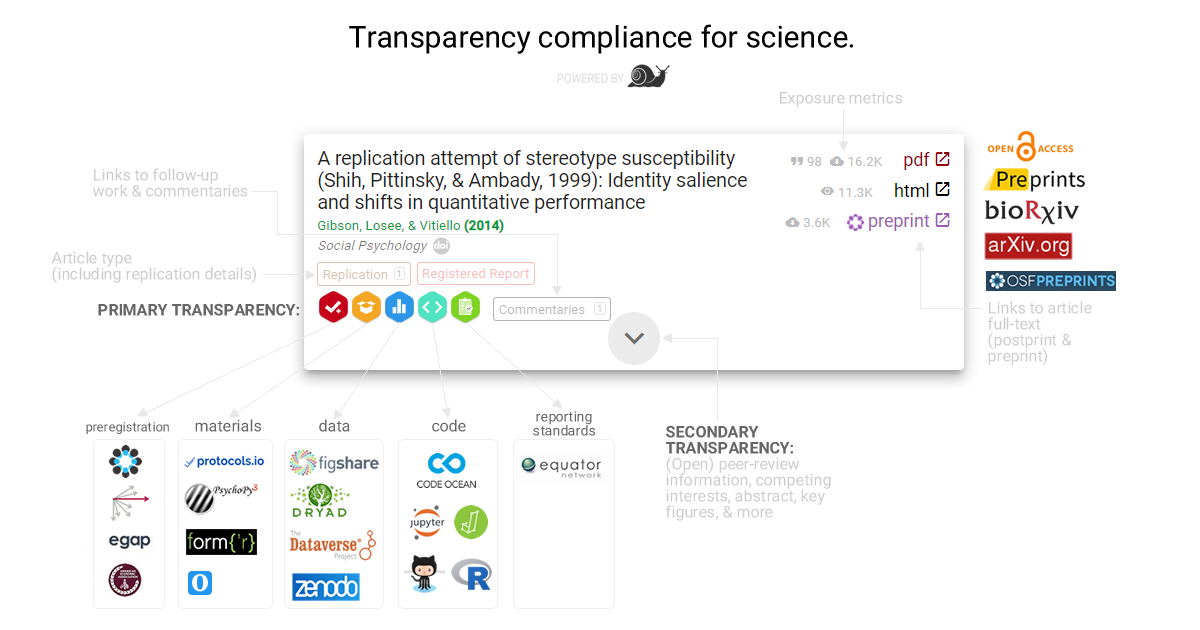 Transparency compliance for science.
POWERED BY
Exposure metrics
A replication attempt of stereotype susceptibility
(Shih, Pittinsky, & Ambady, 1999): Identity salience
and shifts in quantitative performance
Gibson, Losee, & Vitiello (2014)
Social Psychology doi
98 16.2K pdf
11.3K html
3.6K preprint
Replication 1 Registered Report
Commentaries 1
Links to follow-up
work & commentaries
Article type
(including replication details)
PRIMARY TRANSPARENCY:
OPEN ACCESS
Preprints
bioRxiv
arXiv.org
OSFPREPRINTS
Links to article
full-text
(postprint &
preprint)
preregistration
egap
materials
protocols.io
PsychoPy3
form{'r}
O
data
figshare
DRYAD
The
Dataverse®
Project
zenodo
code
CODE OCEAN
jupyter
R
reporting
standards
equator
network
SECONDARY
TRANSPARENCY:
(Open) peer-review
information, competing
interests, abstract, key
figures, & more